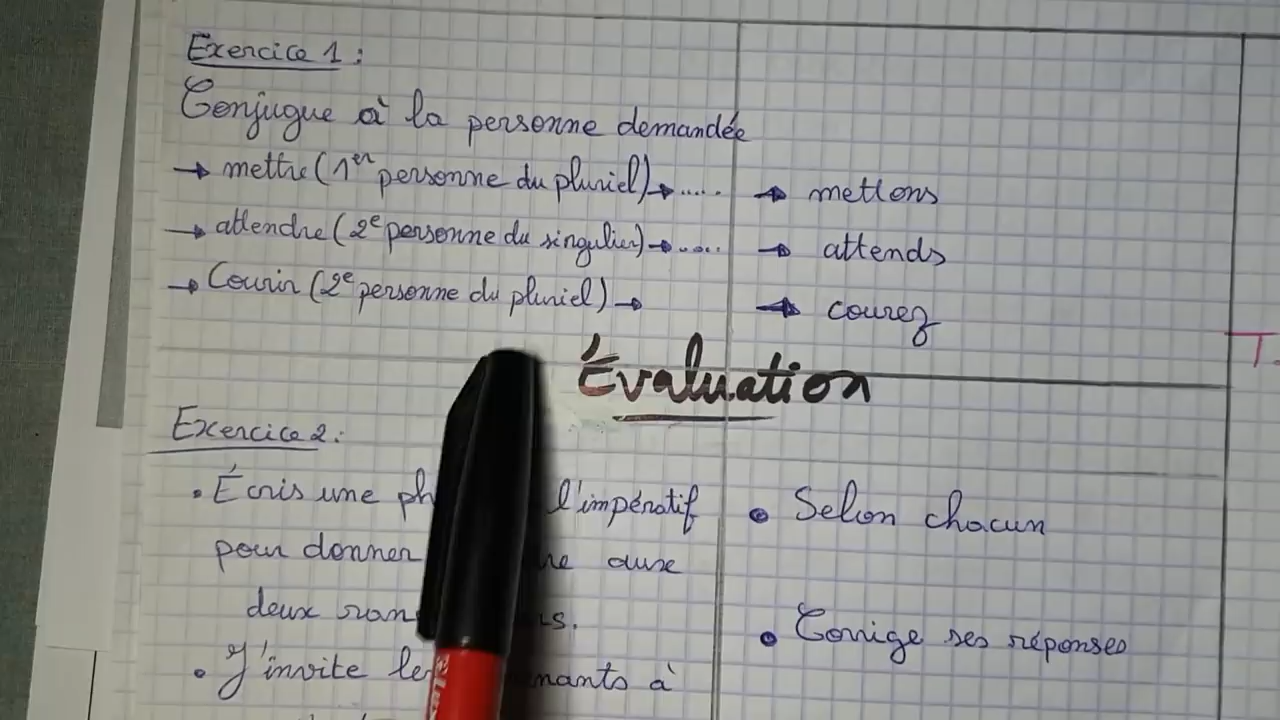 Exercice 1 :
Conjugue à la personne demandée
→ mettre (1er personne du pluriel) → ..... → mettons
→ attendre (2e personne du singulier) → ..... → attends
→ Courir (2e personne du pluriel) → → courez
Évaluation
Exercice 2 :
• Écris une l'impératif • Selon chacun
pour donner aux
deux
• J'invite à • Corrige ses réponses